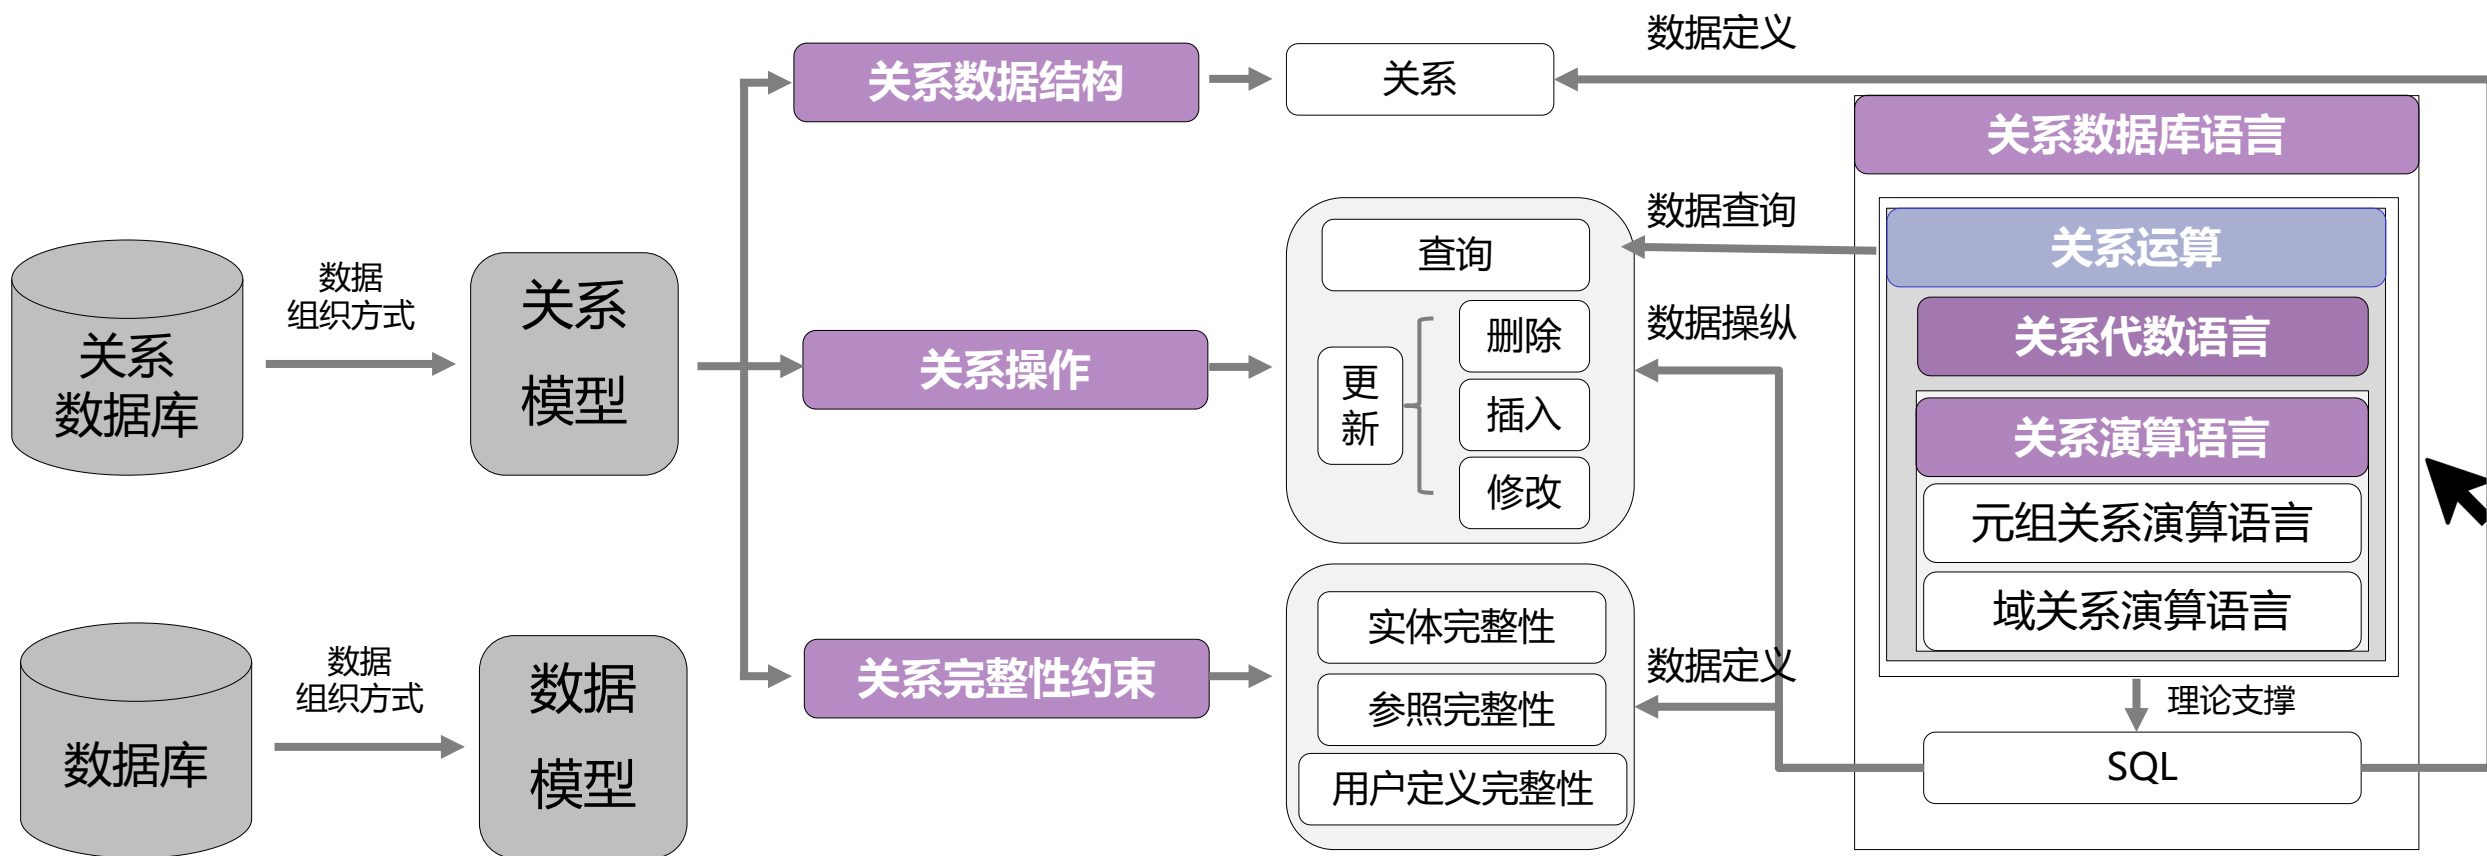 数据定义
关系数据结构
关系
关系数据库语言
数据查询
查询
关系运算
数据
组织方式
关系
模型
关系
数据库
关系操作
更
新
删除
插入
修改
数据操纵
关系代数语言
关系演算语言
元组关系演算语言
域关系演算语言
数据
组织方式
数据
模型
数据库
关系完整性约束
实体完整性
参照完整性
用户定义完整性
数据定义
理论支撑
SQL